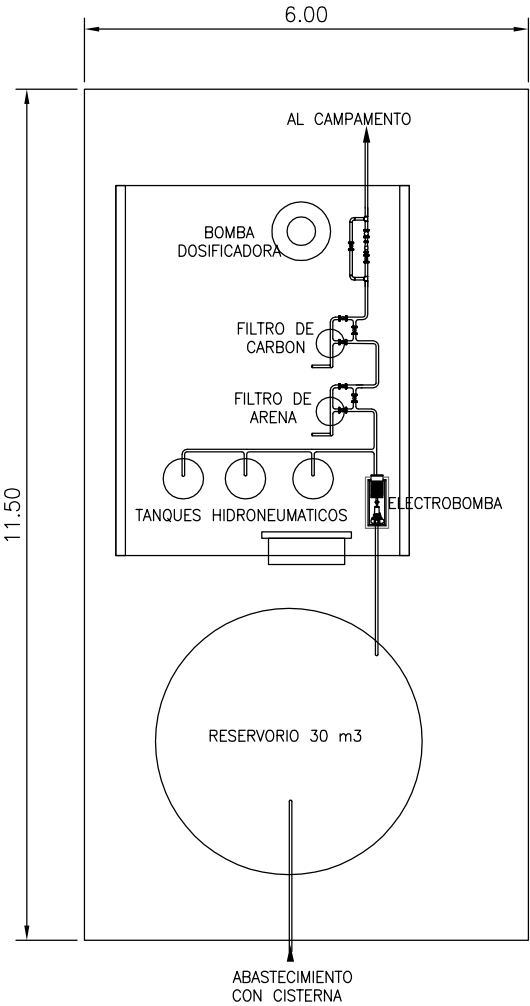 6.00
AL CAMPAMENTO
BOMBA
DOSIFICADORA
FILTRO DE
CARBON
FILTRO DE
ARENA
TANQUES HIDRONEUMATICOS
ELECTROBOMBA
11.50
RESERVORIO 30 m3
ABASTECIMIENTO
CON CISTERNA